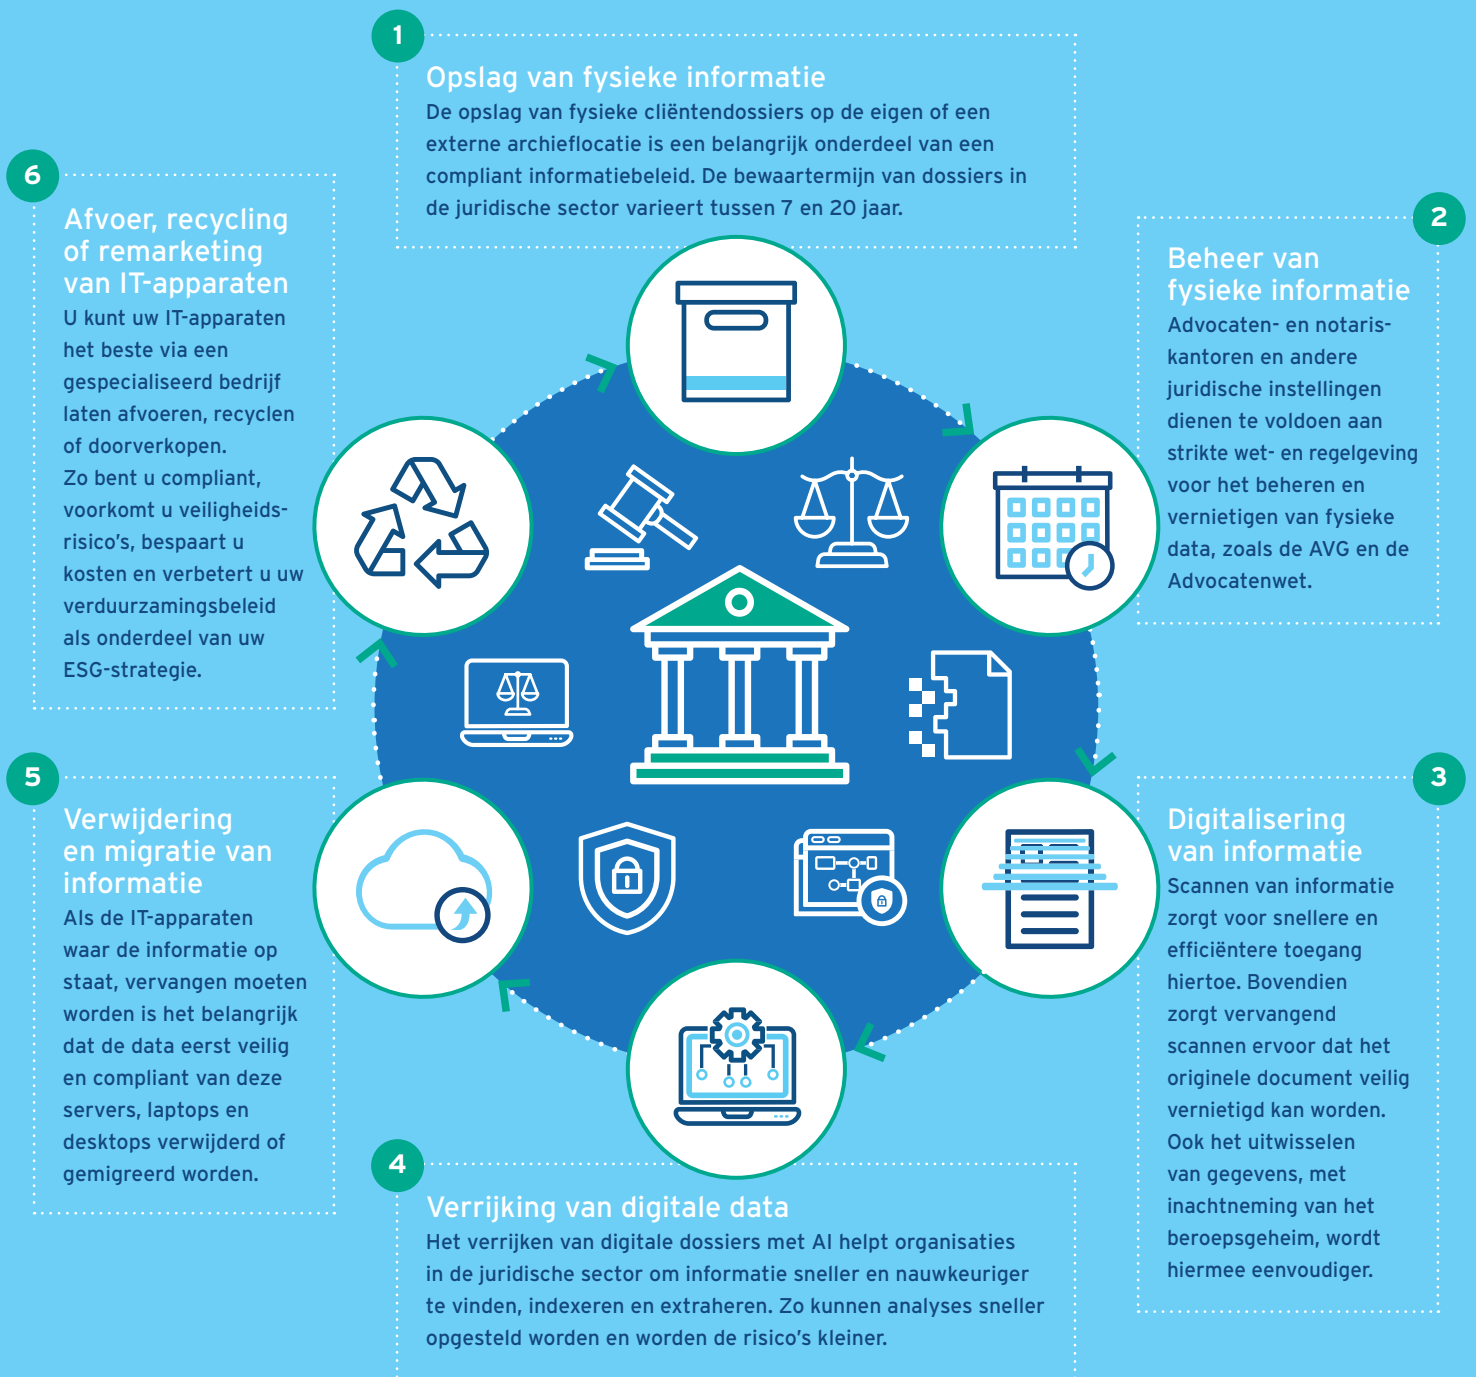 1
Opslag van fysieke informatie
De opslag van fysieke cliëntendossiers op de eigen of een
externe archieflocatie is een belangrijk onderdeel van een
compliant informatiebeleid. De bewaartermijn van dossiers in
de juridische sector varieert tussen 7 en 20 jaar.
2
Beheer van
fysieke informatie
Advocaten- en notaris-
kantoren en andere
juridische instellingen
dienen te voldoen aan
strikte wet- en regelgeving
voor het beheren en
vernietigen van fysieke
data, zoals de AVG en de
Advocatenwet.
3
Digitalisering
van informatie
Scannen van informatie
zorgt voor snellere en
efficiëntere toegang
hiertoe. Bovendien
zorgt vervangend
scannen ervoor dat het
originele document veilig
vernietigd kan worden.
Ook het uitwisselen
van gegevens, met
inachtneming van het
beroepsgeheim, wordt
hiermee eenvoudiger.
4
Verrijking van digitale data
Het verrijken van digitale dossiers met AI helpt organisaties
in de juridische sector om informatie sneller en nauwkeuriger
te vinden, indexeren en extraheren. Zo kunnen analyses sneller
opgesteld worden en worden de risico's kleiner.
5
Verwijdering
en migratie van
informatie
Als de IT-apparaten
waar de informatie op
staat, vervangen moeten
worden is het belangrijk
dat de data eerst veilig
en compliant van deze
servers, laptops en
desktops verwijderd of
gemigreerd worden.
6
Afvoer, recycling
of remarketing
van IT-apparaten
U kunt uw IT-apparaten
het beste via een
gespecialiseerd bedrijf
laten afvoeren, recyclen
of doorverkopen.
Zo bent u compliant,
voorkomt u veiligheids-
risico's, bespaart u
kosten en verbetert u uw
verduurzamingsbeleid
als onderdeel van uw
ESG-strategie.